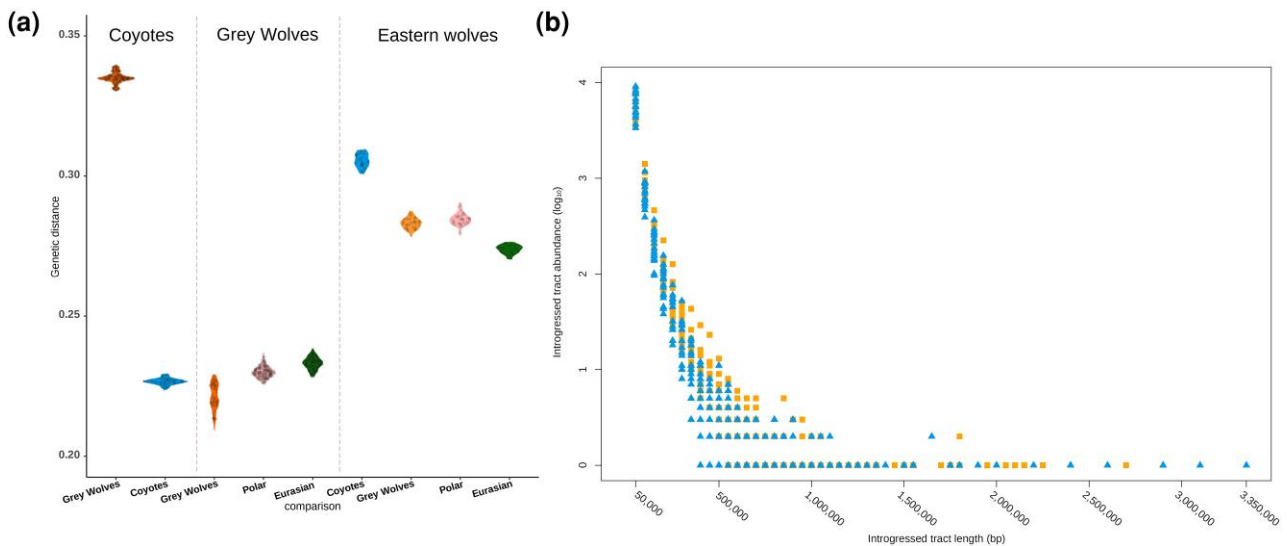 (a)
Coyotes
Grey Wolves
Eastern wolves
0.35
0.30
0.25
0.20
Genetic distance
Grey Wolves
Coyotes
Grey Wolves
Polar
Eurasian
Coyotes
Grey Wolves
Polar
Eurasian
comparison
(b)
4
3
2
1
0
Introgressed tract abundance (log₁₀)
50,000
500,000
1,000,000
1,500,000
2,000,000
2,500,000
3,000,000
3,350,000
Introgressed tract length (bp)